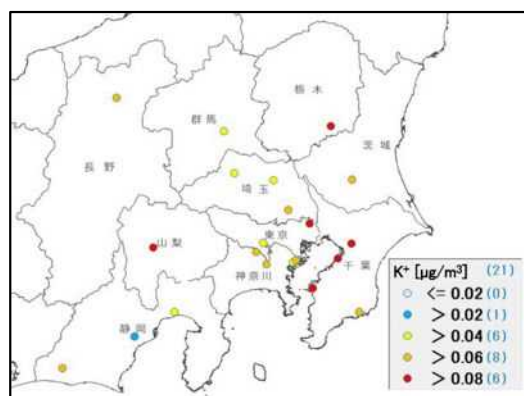 栃木
群馬
茨城
長野
埼玉
東京
山梨
千葉
神奈川
静岡
K⁺ [μg/m³] (21)
<= 0.02 (0)
> 0.02 (1)
> 0.04 (6)
> 0.06 (8)
> 0.08 (6)